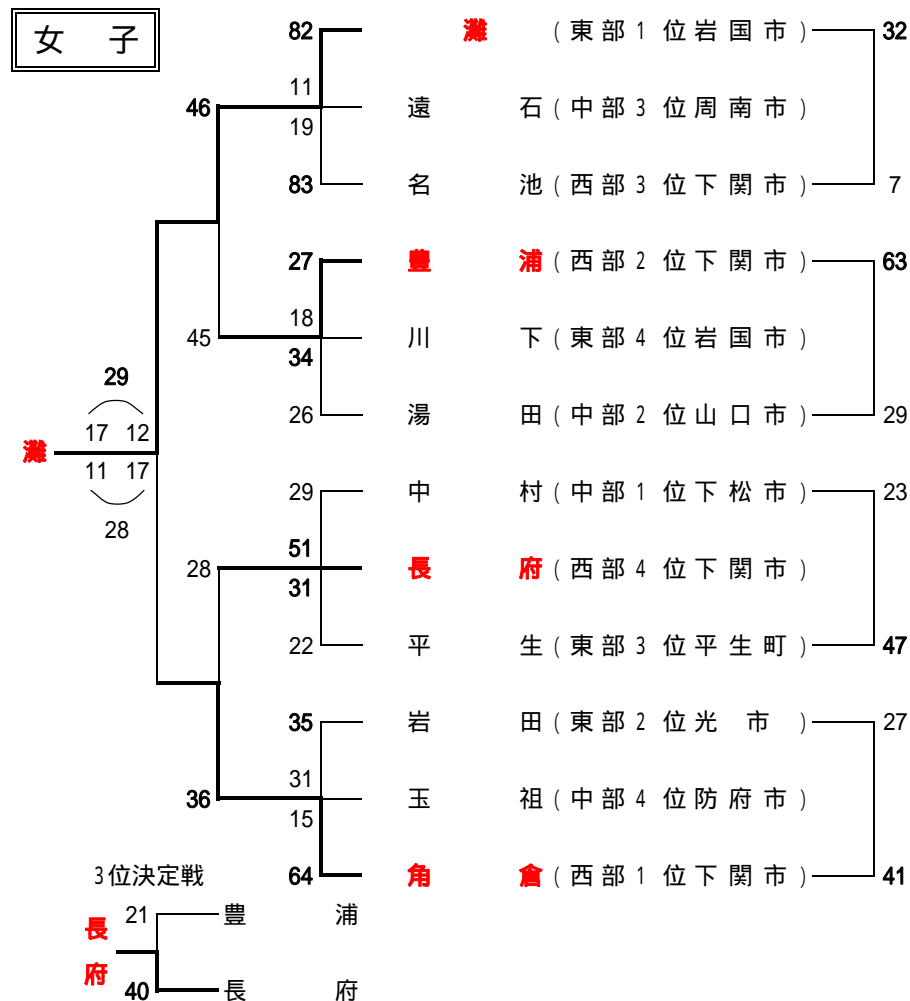 女 子
82 灘 (東部1位岩国市) 32
11
46 遠 石 (中部3位周南市)
19
83 名 池 (西部3位下関市) 7
27 豊 浦 (西部2位下関市) 63
18
45 川 下 (東部4位岩国市)
34
29
26 湯 田 (中部2位山口市) 29
17 12
灘
11 17
29 中 村 (中部1位下松市) 23
28
51
28 長 府 (西部4位下関市)
31
22 平 生 (東部3位平生町) 47
35 岩 田 (東部2位光 市) 27
31
36 玉 祖 (中部4位防府市)
15
3位決定戦
64 角 倉 (西部1位下関市) 41
21 豊 浦
長府
40 長 府